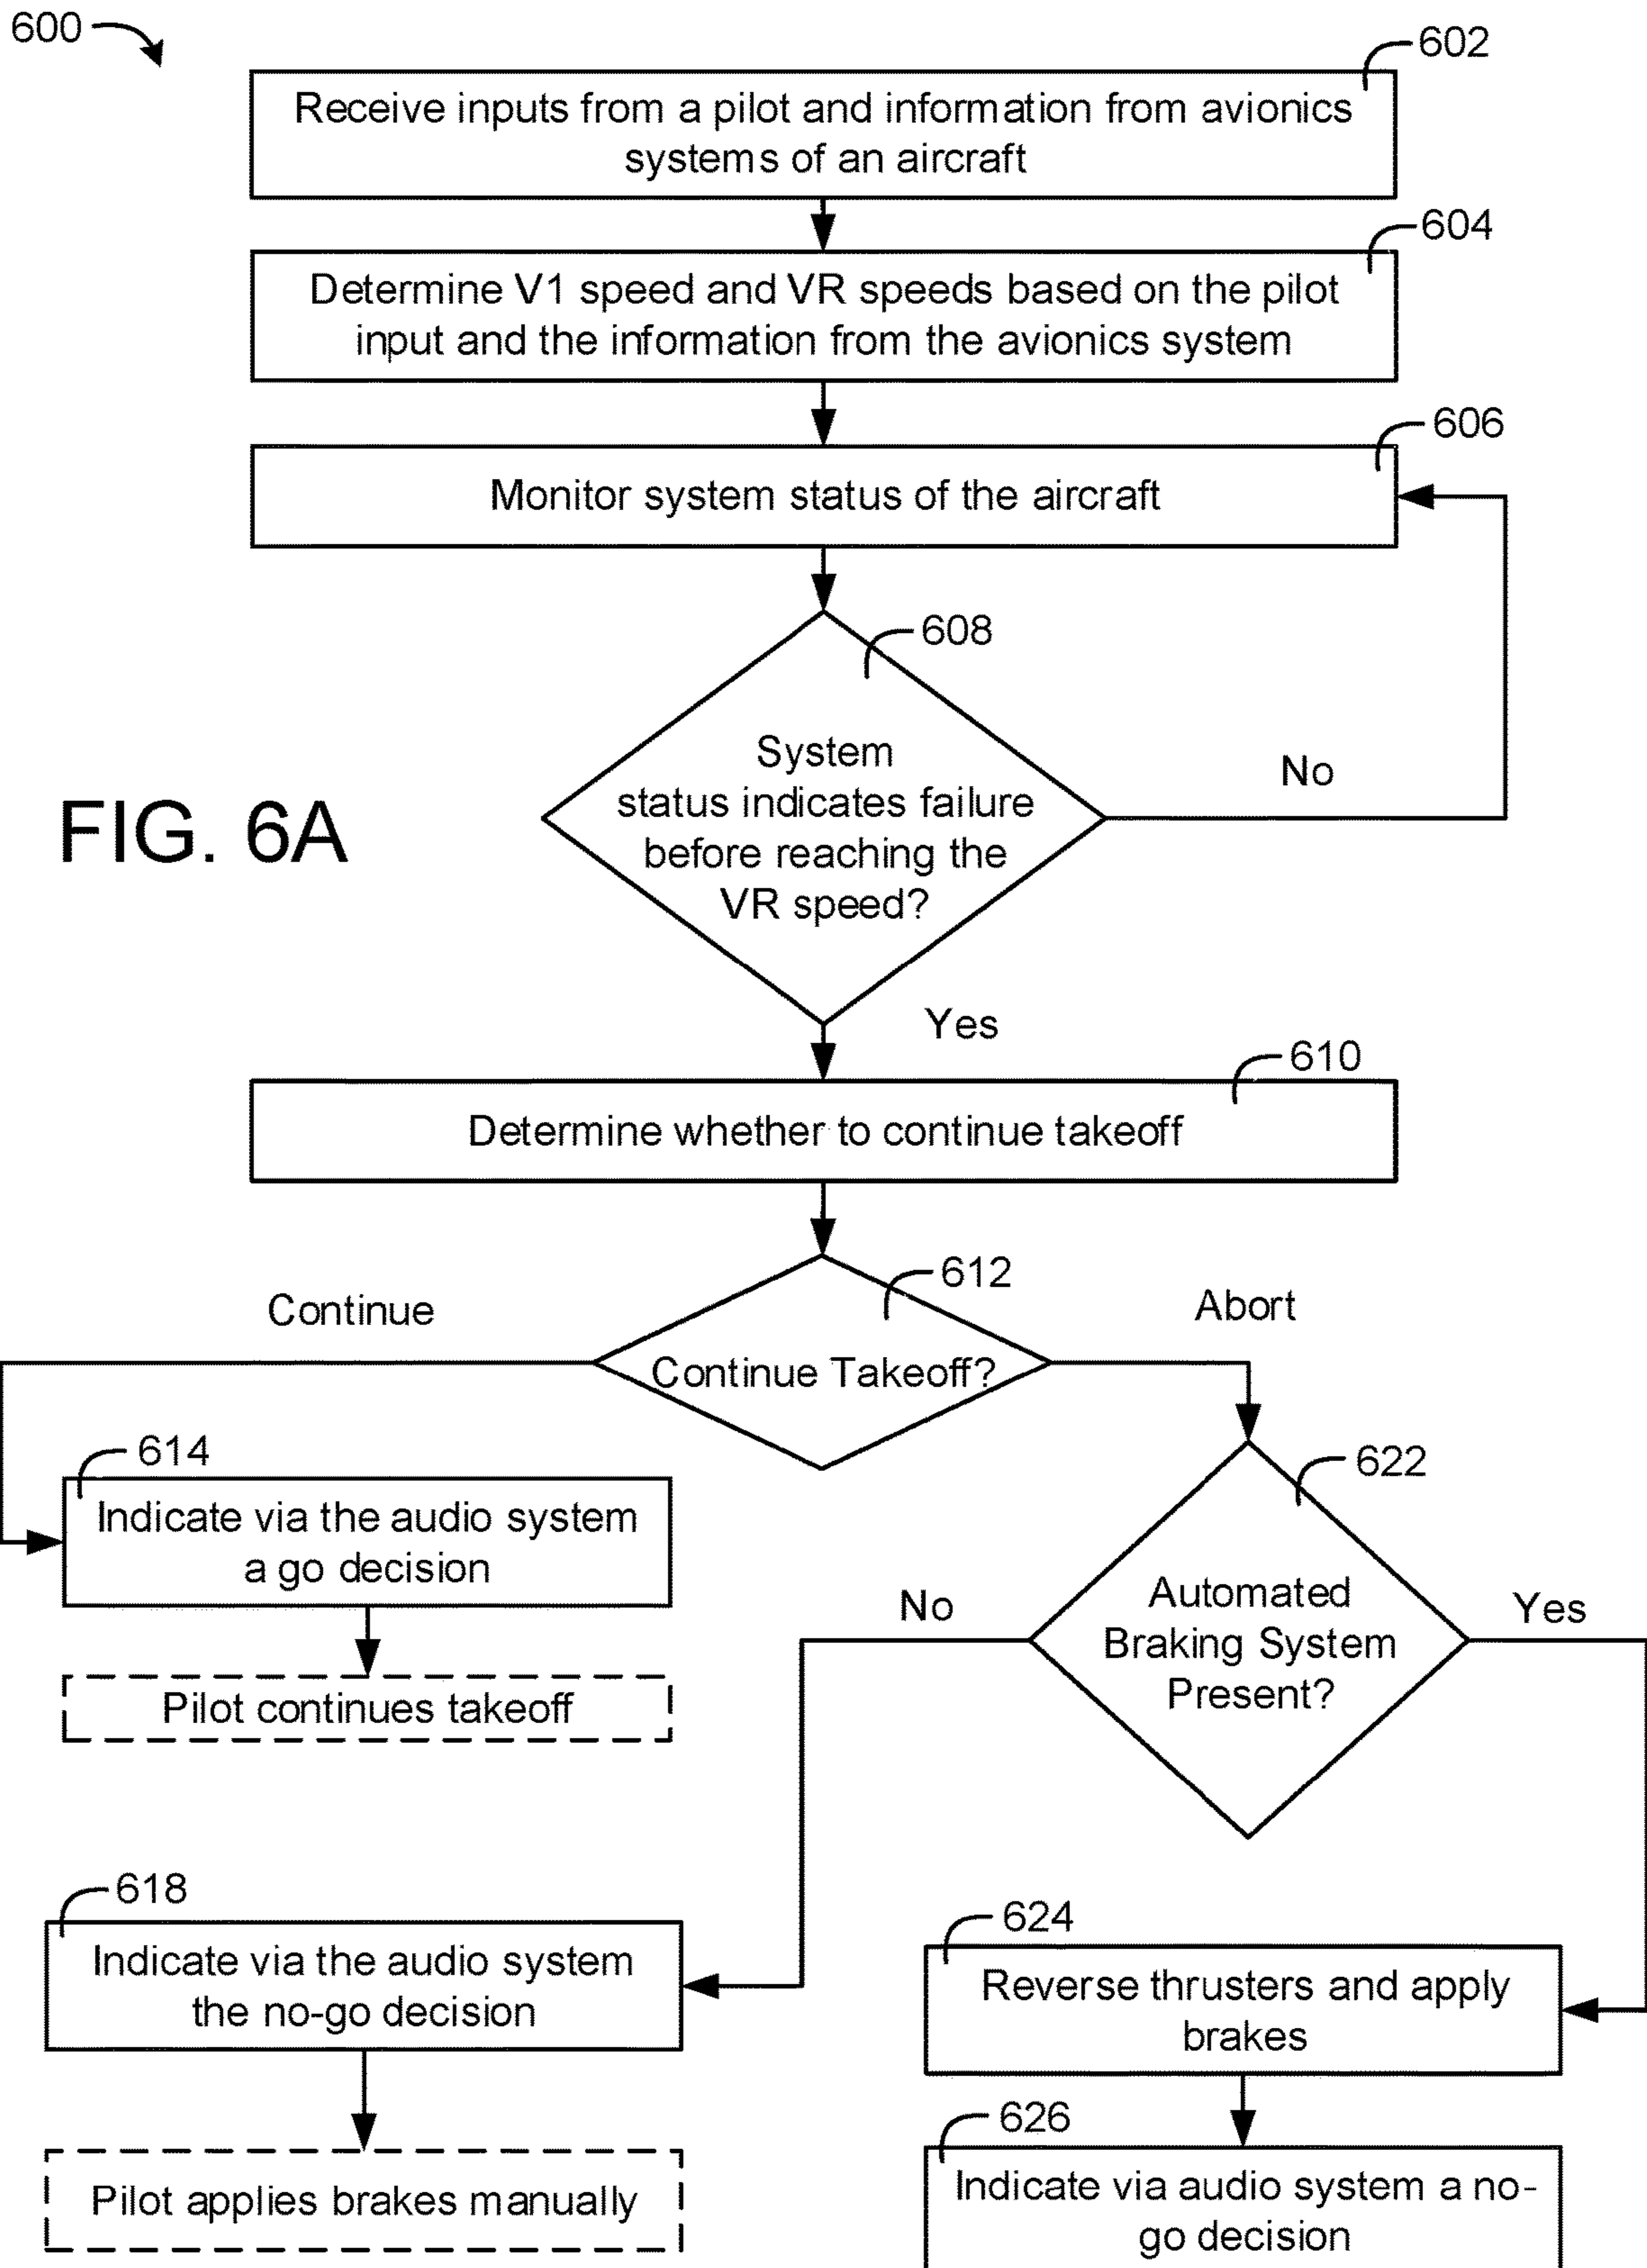 600
602
Receive inputs from a pilot and information from avionics
systems of an aircraft
604
Determine V1 speed and VR speeds based on the pilot
input and the information from the avionics system
606
Monitor system status of the aircraft
608
System
status indicates failure
before reaching the
VR speed?
No
FIG. 6A
Yes
610
Determine whether to continue takeoff
612
Continue
Abort
Continue Takeoff?
614
Indicate via the audio system
a go decision
Pilot continues takeoff
622
No
Automated
Braking System
Present?
Yes
618
Indicate via the audio system
the no-go decision
Pilot applies brakes manually
624
Reverse thrusters and apply
brakes
626
Indicate via audio system a no-
go decision